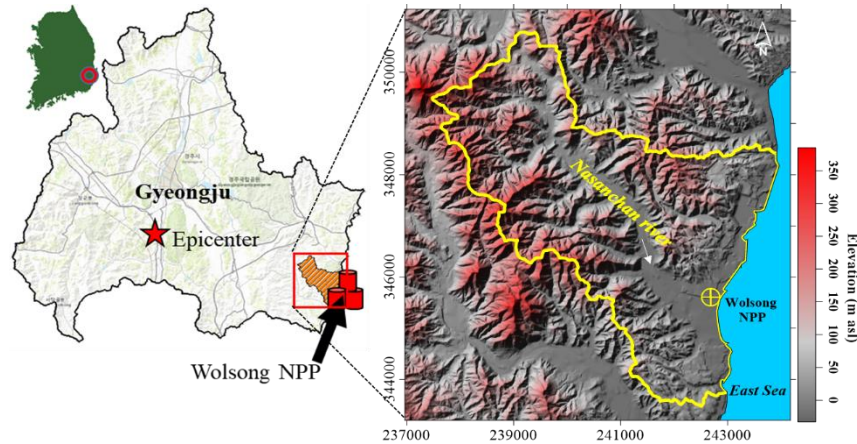 Gyeongju
Epicenter
Wolsong NPP
N
Nasanchan river
Wolsong
NPP
East Sea
350000
348000
346000
344000
237000
239000
241000
243000
350
300
250
200
150
100
50
0
Elevation (m asl)